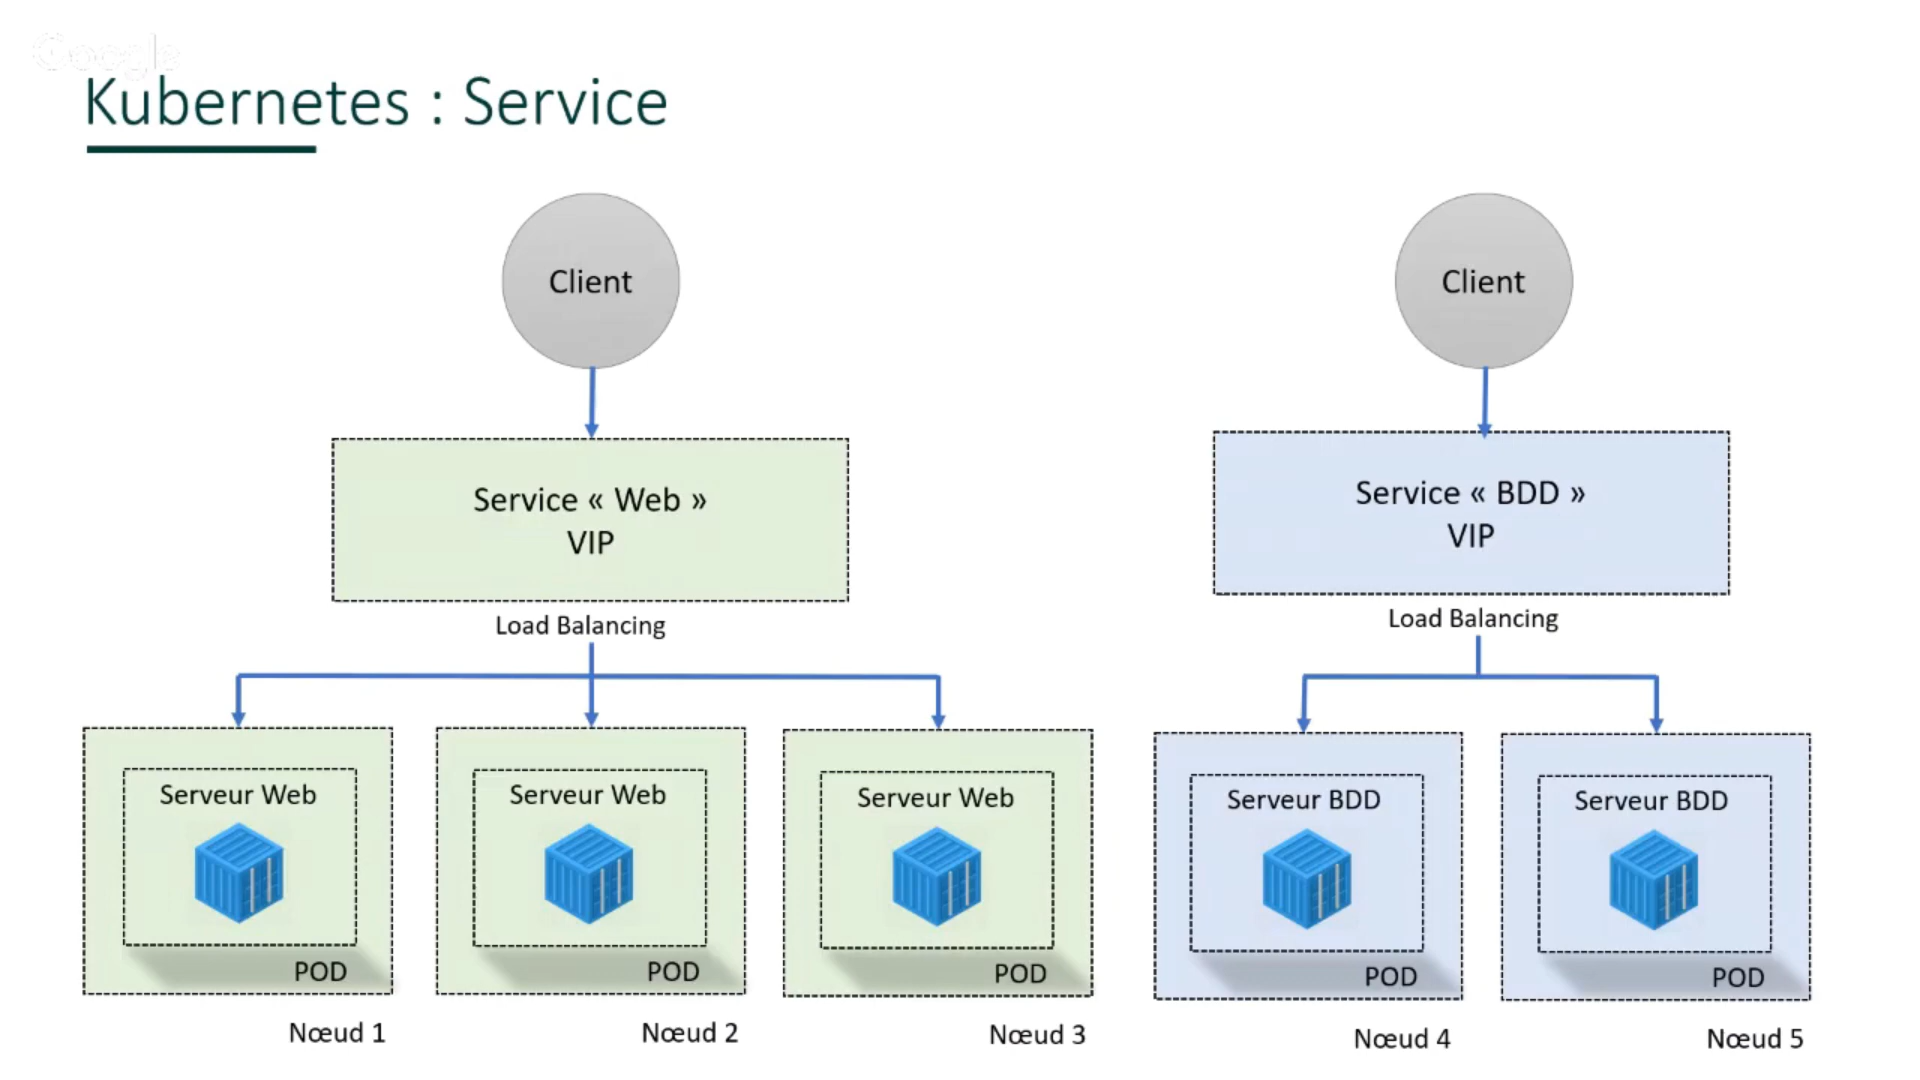 Google
Kubernetes : Service
Client
Client
Service « Web »
VIP
Service « BDD »
VIP
Load Balancing
Load Balancing
Serveur Web
Serveur Web
Serveur Web
Serveur BDD
Serveur BDD
POD
POD
POD
POD
POD
Nœud 1
Nœud 2
Nœud 3
Nœud 4
Nœud 5